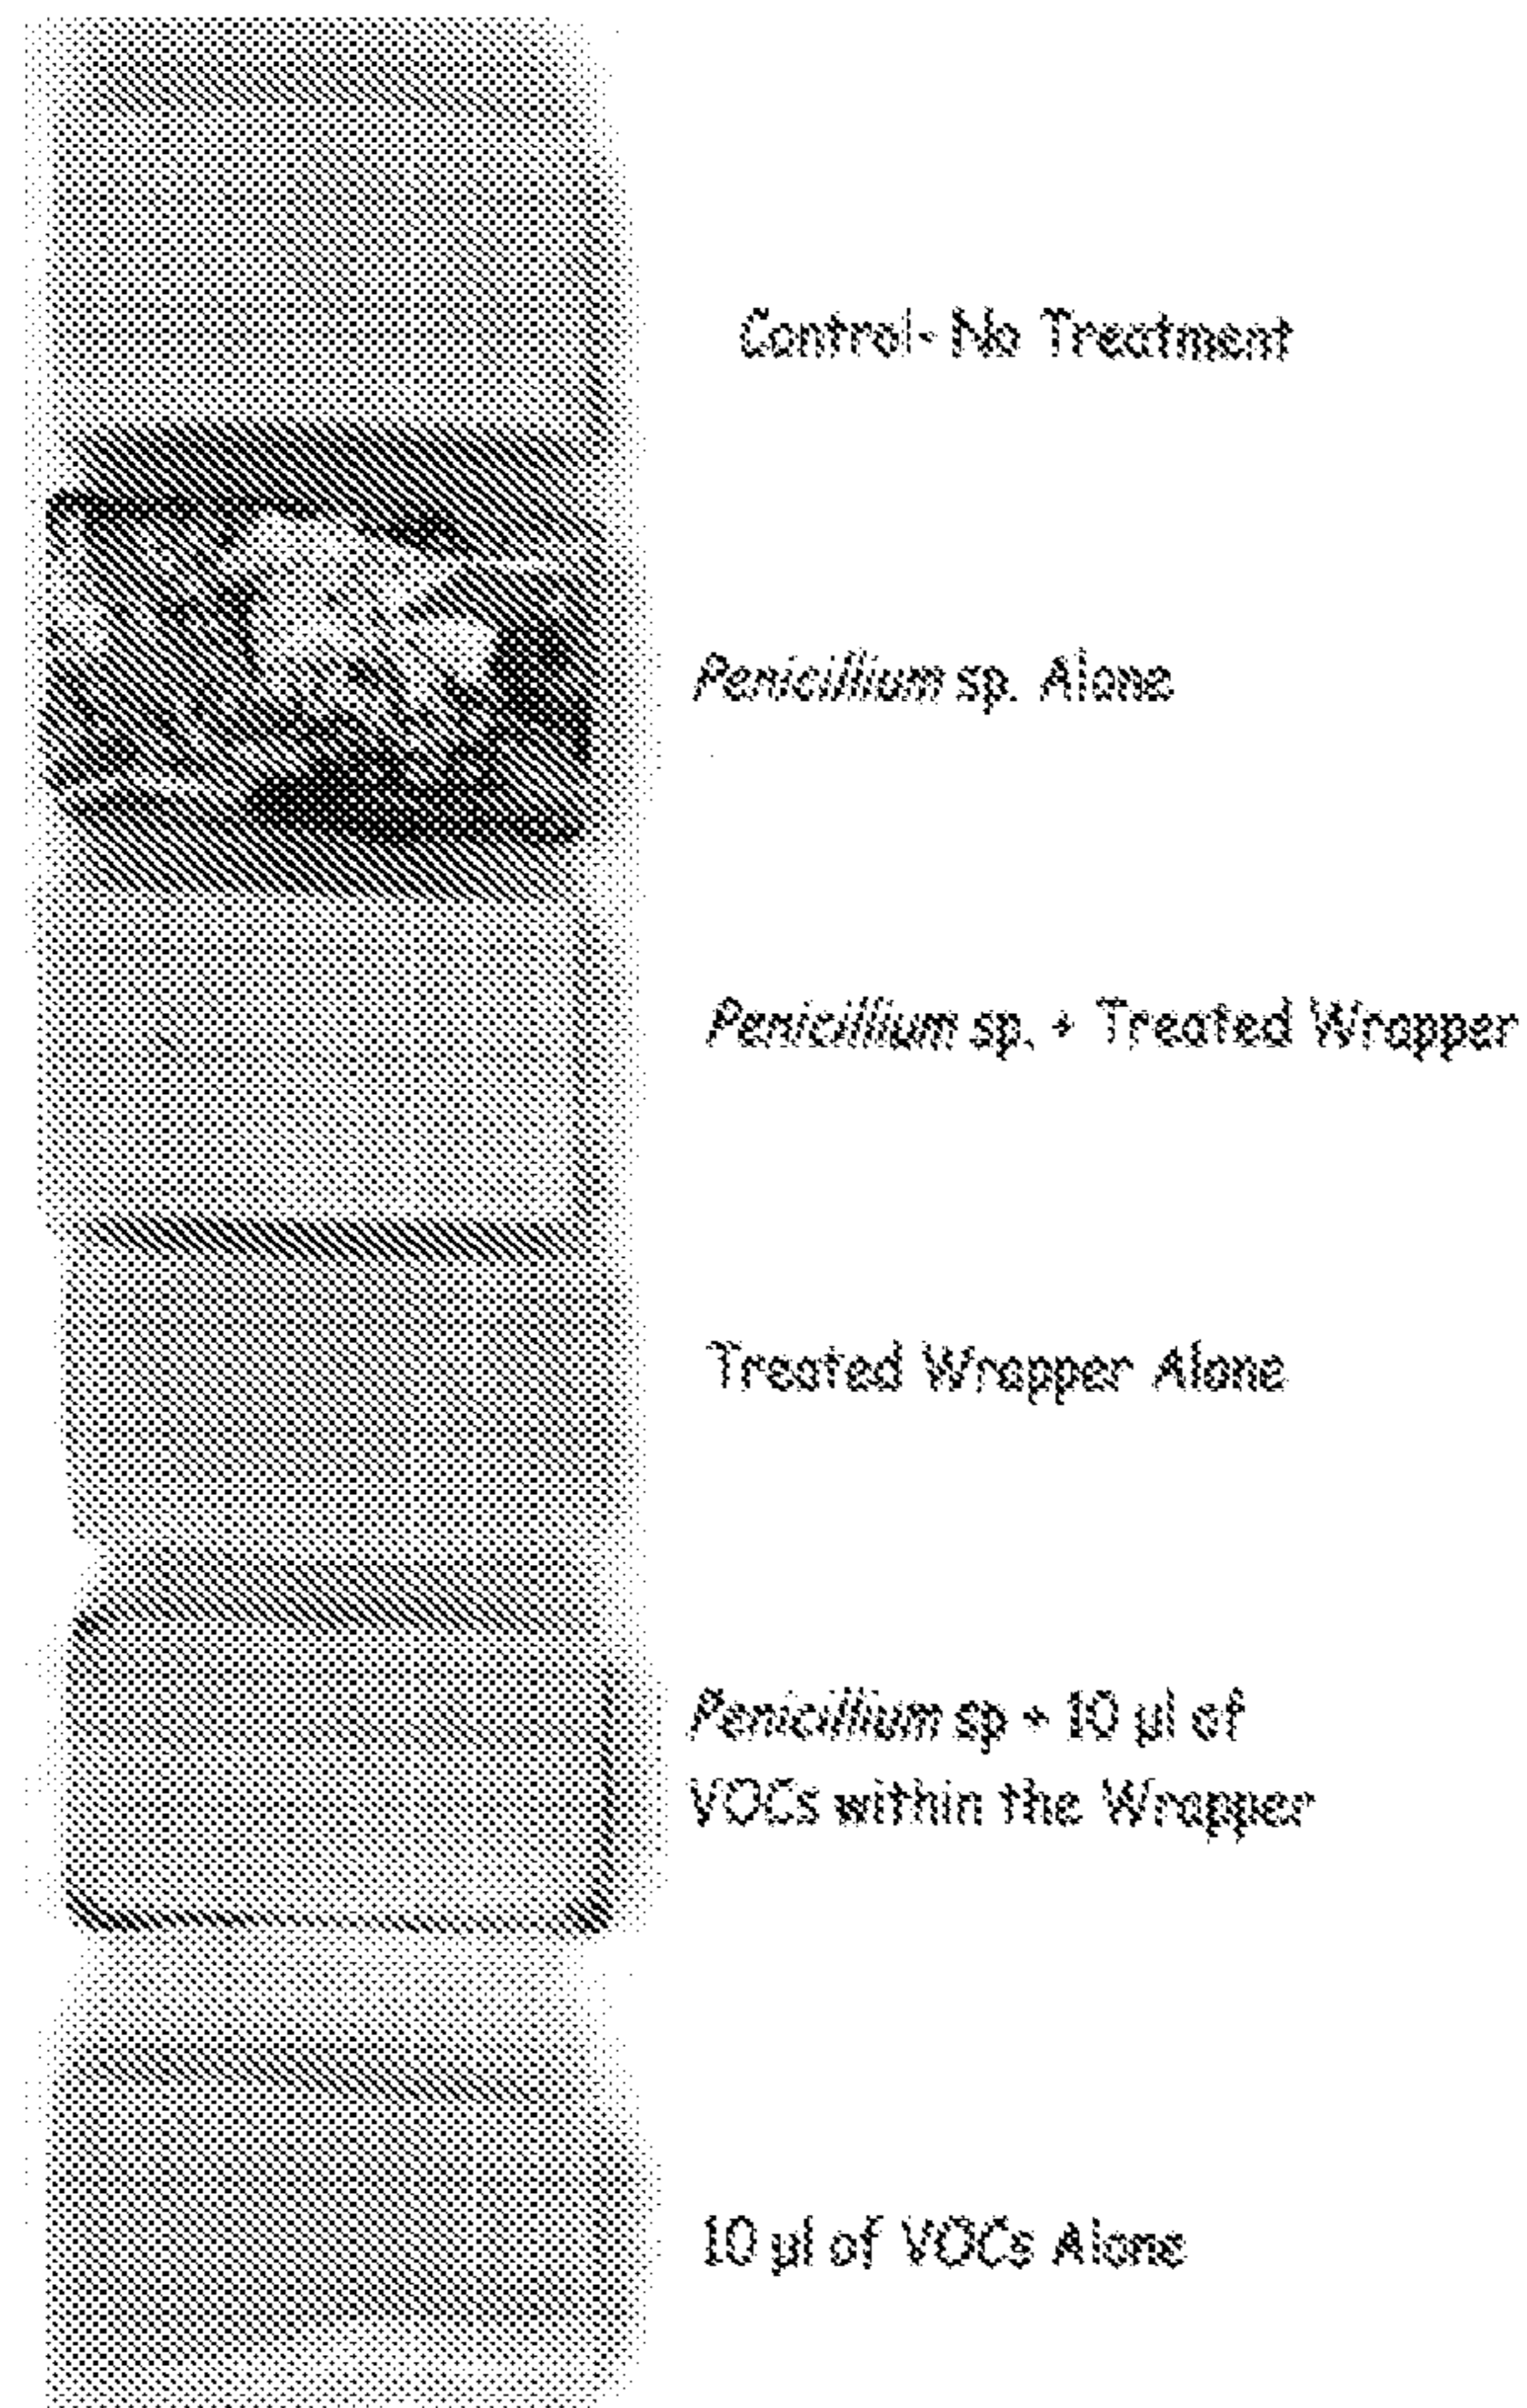 Control- No Treatment
Penicillium sp. Alone
Penicillium sp. + Treated Wrapper
Treated Wrapper Alone
Penicillium sp + 10 µl of
VOCs within the Wrapper
10 µl of VOCs Alone